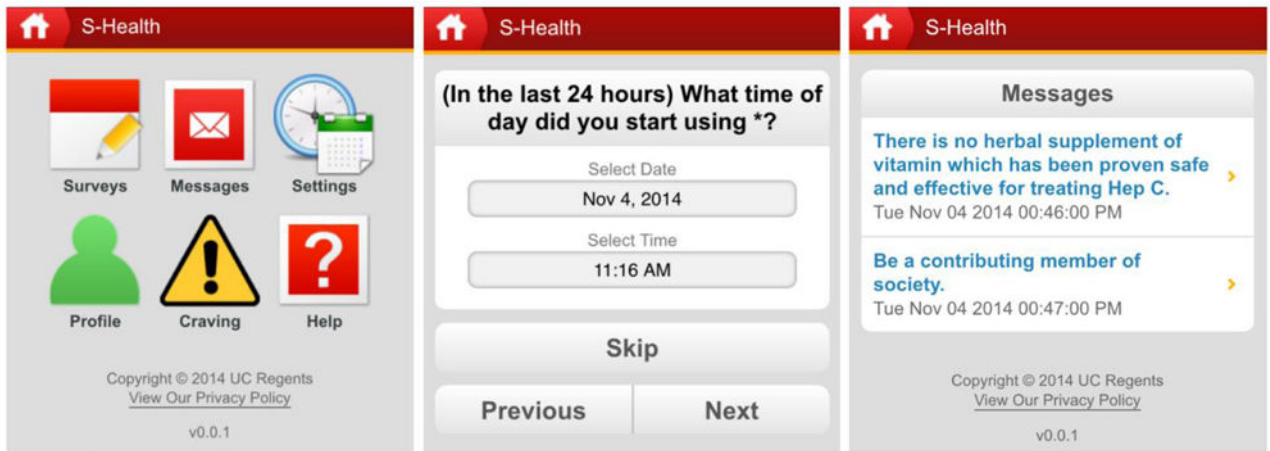 S-Health
Surveys
Messages
Settings
Profile
Craving
Help
Copyright © 2014 UC Regents
View Our Privacy Policy
v0.0.1
S-Health
(In the last 24 hours) What time of
day did you start using *?
Select Date
Nov 4, 2014
Select Time
11:16 AM
Skip
Previous
Next
S-Health
Messages
There is no herbal supplement of
vitamin which has been proven safe
and effective for treating Hep C.
Tue Nov 04 2014 00:46:00 PM
Be a contributing member of
society.
Tue Nov 04 2014 00:47:00 PM
Copyright © 2014 UC Regents
View Our Privacy Policy
v0.0.1